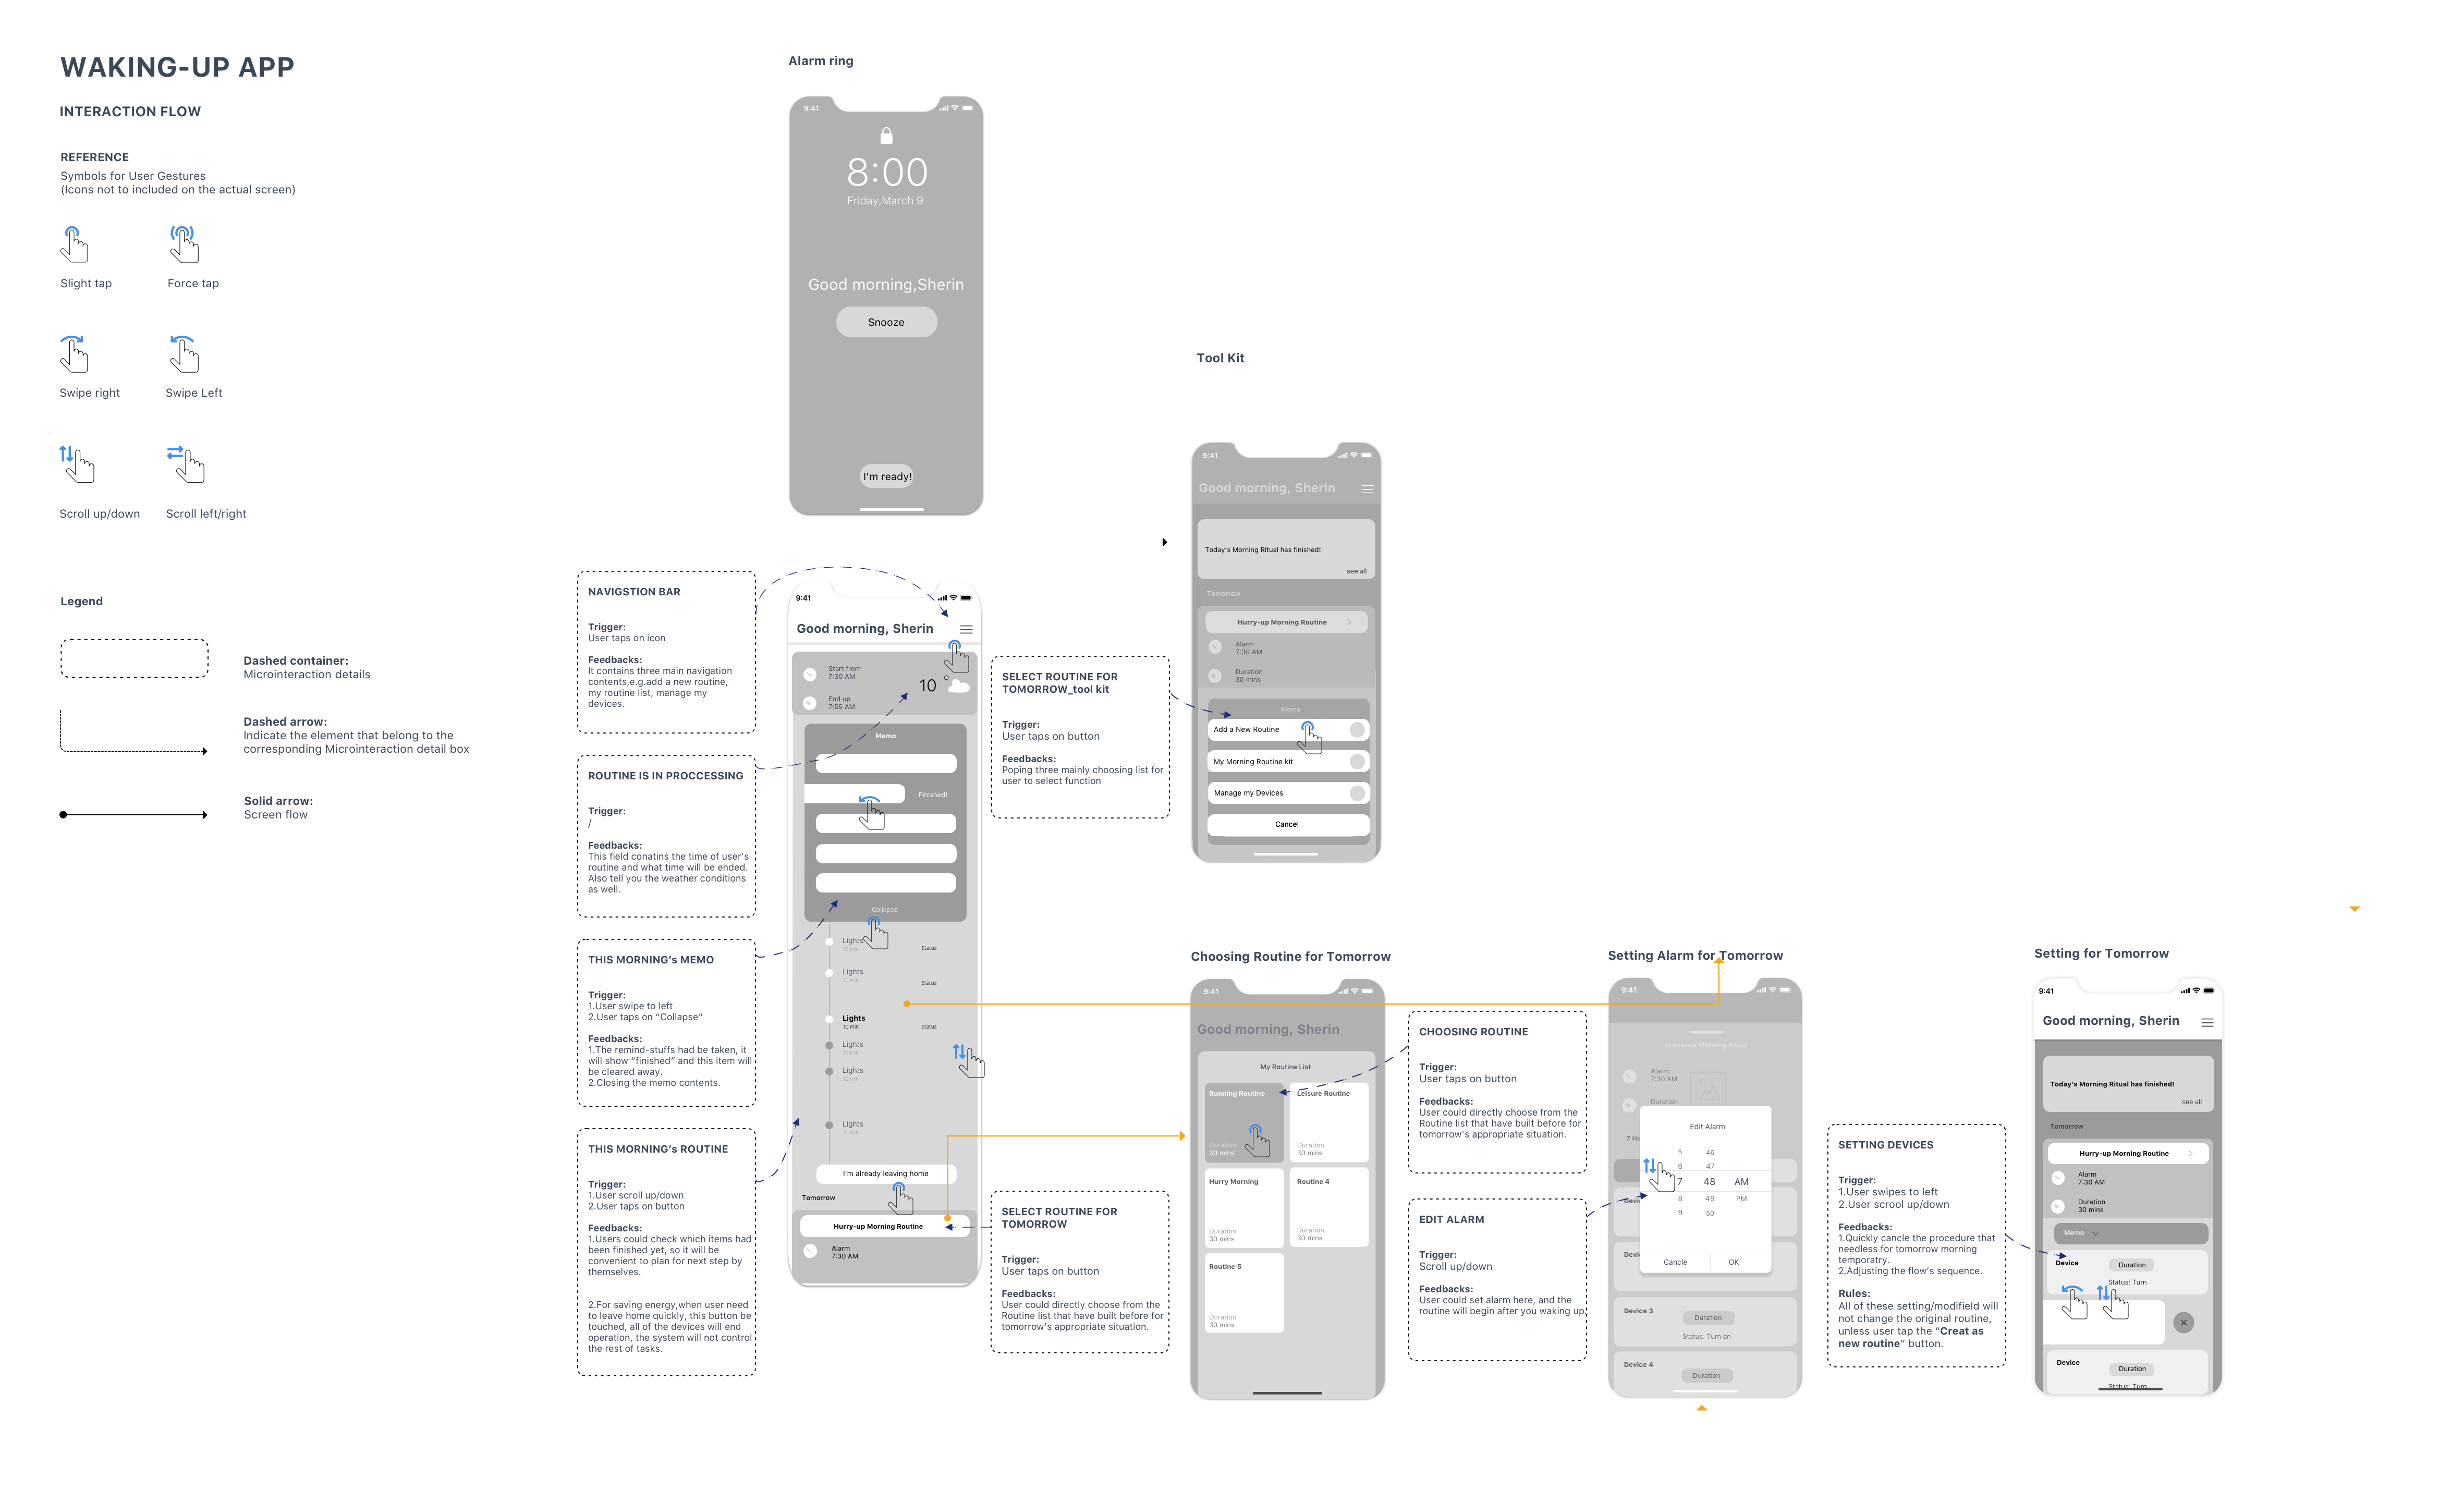 WAKING-UP APP
INTERACTION FLOW
REFERENCE
Symbols for User Gestures
(Icons not to included on the actual screen)
Slight tap
Force tap
Swipe right
Swipe Left
Scroll up/down
Scroll left/right
Legend
Dashed container:
Microinteraction details
Dashed arrow:
Indicate the element that belong to the
corresponding Microinteraction detail box
Solid arrow:
Screen flow
Alarm ring
9:41
8:00
Friday,March 9
Good morning,Sherin
Snooze
I'm ready!
NAVIGSTION BAR
Trigger:
User taps on icon
Feedbacks:
It contains three main navigation
contents,e.g.add a new routine,
my routine list, manage my
devices.
ROUTINE IS IN PROCCESSING
Trigger:
/
Feedbacks:
This field conatins the time of user's
routine and what time will be ended.
Also tell you the weather conditions
as well.
THIS MORNING's MEMO
Trigger:
1.User swipe to left
2.User taps on “Collapse”
Feedbacks:
1.The remind-stuffs had be taken, it
will show “finished” and this item will
be cleared away.
2.Closing the memo contents.
THIS MORNING's ROUTINE
Trigger:
1.User scroll up/down
2.User taps on button
Feedbacks:
1.Users could check which items had
been finished yet, so it will be
convenient to plan for next step by
themselves.
2.For saving energy,when user need
to leave home quickly, this button be
touched, all of the devices will end
operation, the system will not control
the rest of tasks.
9:41
Good morning, Sherin
Start from
7:30 AM
10 °
End up
7:55 AM
Memo
Finished!
Collapse
Lights
10 min
Status
Lights
10 min
Status
Lights
10 min
Status
Lights
10 min
Lights
10 min
Lights
10 min
I'm already leaving home
Tomorrow
Hurry-up Morning Routine
Alarm
7:30 AM
SELECT ROUTINE FOR
TOMORROW_tool kit
Trigger:
User taps on button
Feedbacks:
Poping three mainly choosing list for
user to select function
SELECT ROUTINE FOR
TOMORROW
Trigger:
User taps on button
Feedbacks:
User could directly choose from the
Routine list that have built before for
tomorrow's appropriate situation.
Tool Kit
9:41
Good morning, Sherin
Today's Morning Ritual has finished!
see all
Tomorrow
Hurry-up Morning Routine
Alarm
7:30 AM
Duration
30 mins
Memo
Add a New Routine
My Morning Routine kit
Manage my Devices
Cancel
Choosing Routine for Tomorrow
9:41
Good morning, Sherin
My Routine List
Running Routine
Duration
30 mins
Leisure Routine
Duration
30 mins
Hurry Morning
Duration
30 mins
Routine 4
Duration
30 mins
Routine 5
Duration
30 mins
CHOOSING ROUTINE
Trigger:
User taps on button
Feedbacks:
User could directly choose from the
Routine list that have built before for
tomorrow's appropriate situation.
EDIT ALARM
Trigger:
Scroll up/down
Feedbacks:
User could set alarm here, and the
routine will begin after you waking up
Setting Alarm for Tomorrow
9:41
Hurry-up Morning Ritual
Alarm
7:30 AM
Duration
7 Ha
Edit Alarm
5 46
6 47
7 48 AM
8 49 PM
9 50
Cancle
OK
Devi
Devi
Device 3
Duration
Status: Turn on
Device 4
Duration
SETTING DEVICES
Trigger:
1.User swipes to left
2.User scrool up/down
Feedbacks:
1.Quickly cancle the procedure that
needless for tomorrow morning
temporatry.
2.Adjusting the flow's sequence.
Rules:
All of these setting/modifield will
not change the original routine,
unless user tap the “Creat as
new routine” button.
Setting for Tomorrow
9:41
Good morning, Sherin
Today's Morning Ritual has finished!
see all
Tomorrow
Hurry-up Morning Routine
Alarm
7:30 AM
Duration
30 mins
Memo
Device
Duration
Status: Turn
Device
Duration
Status: Turn